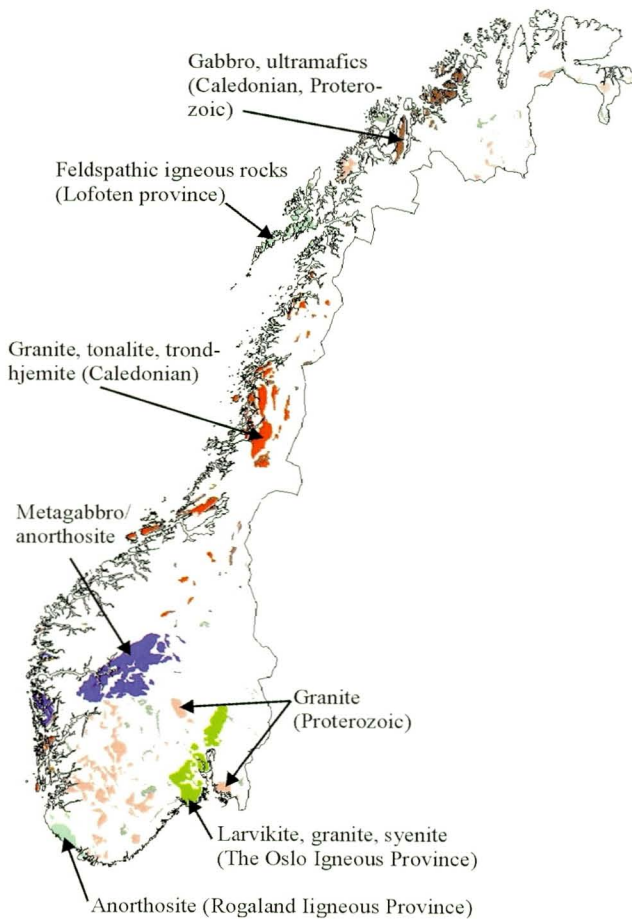 Gabbro, ultramafics
(Caledonian, Protero-
zoic)
Feldspathic igneous rocks
(Lofoten province)
Granite, tonalite, trond-
hjemite (Caledonian)
Metagabbro/
anorthosite
Granite
(Proterozoic)
Larvikite, granite, syenite
(The Oslo Igneous Province)
Anorthosite (Rogaland Iigneous Province)